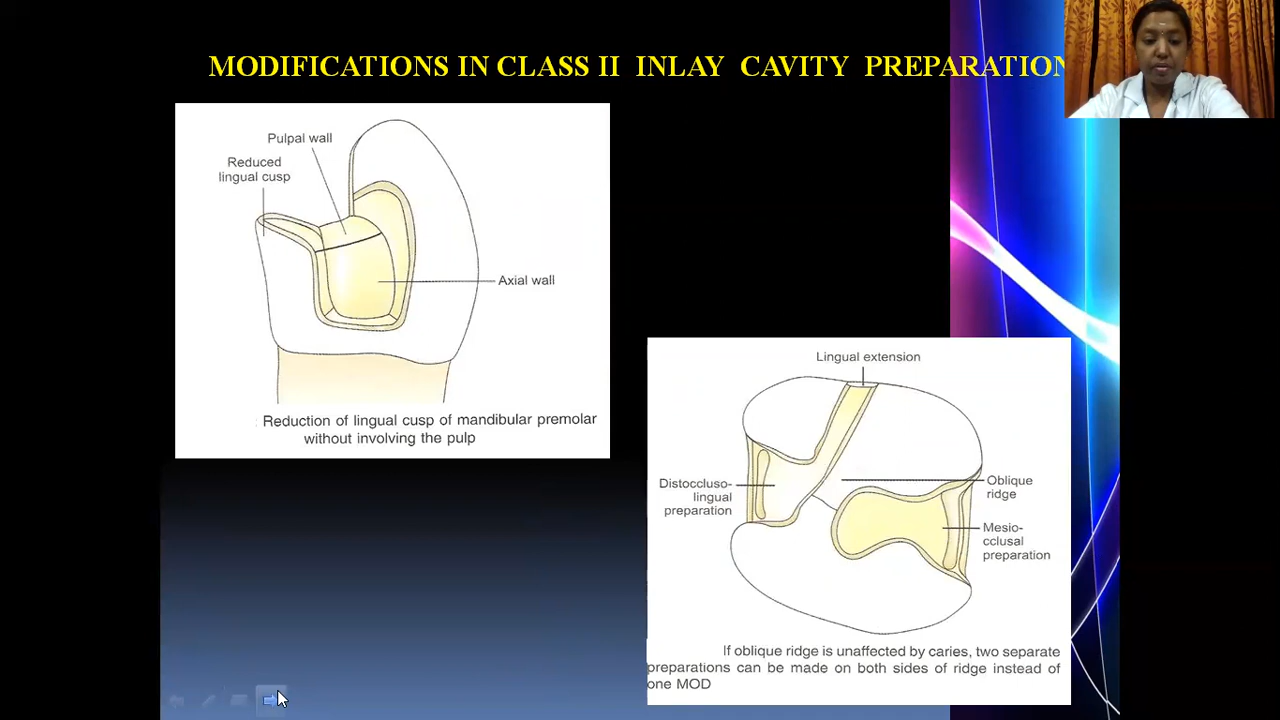 MODIFICATIONS IN CLASS II INLAY CAVITY PREPARATION
Pulpal wall
Reduced
lingual cusp
Axial wall
: Reduction of lingual cusp of mandibular premolar
without involving the pulp
Lingual extension
Distoccluso-
lingual
preparation
Oblique
ridge
Mesio-
cclusal
preparation
If oblique ridge is unaffected by caries, two separate
preparations can be made on both sides of ridge instead of
one MOD